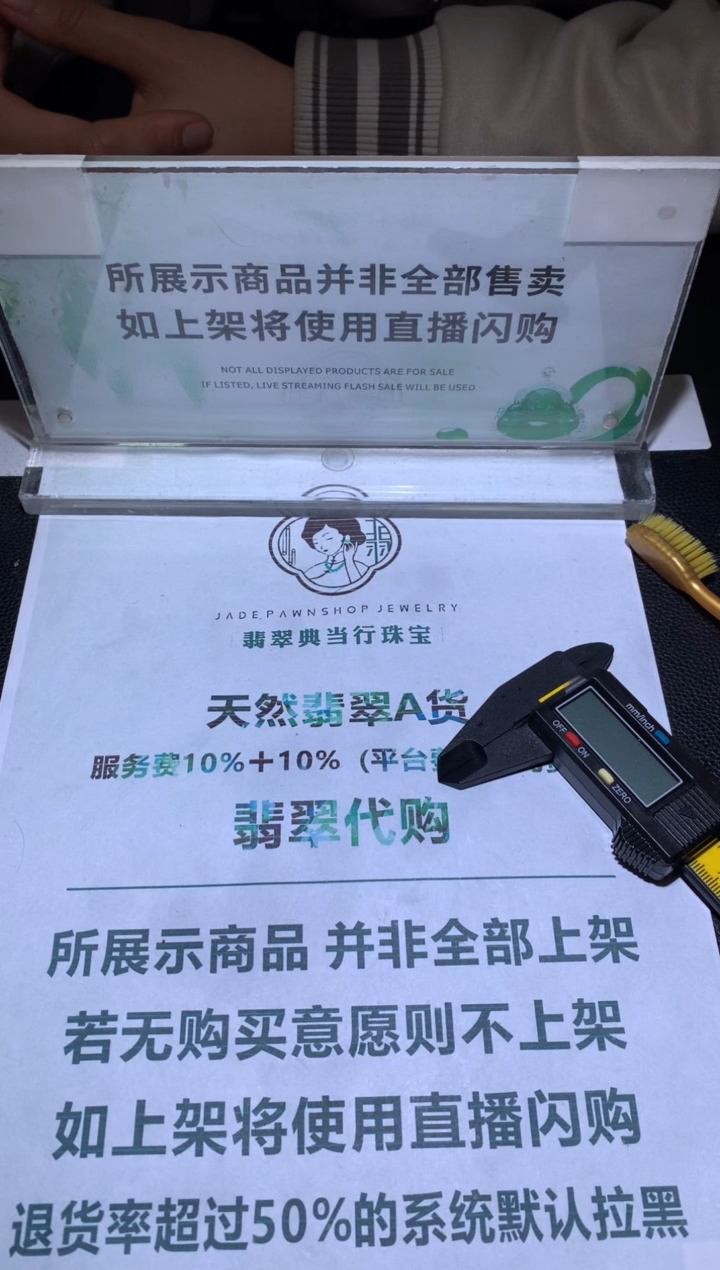 所展示商品并非全部售卖
如上架将使用直播闪购
NOT ALL DISPLAYED PRODUCTS ARE FOR SALE
IF LISTED, LIVE STREAMING FLASH SALE WILL BE USED
JADE PAWNSHOP JEWELRY
翡翠典当行珠宝
天然翡翠A货
服务费10%+10%（平台
翡翠代购
mm/inch
OFF
ON
ZERO
所展示商品 并非全部上架
若无购买意愿则不上架
如上架将使用直播闪购
退货率超过50%的系统默认拉黑